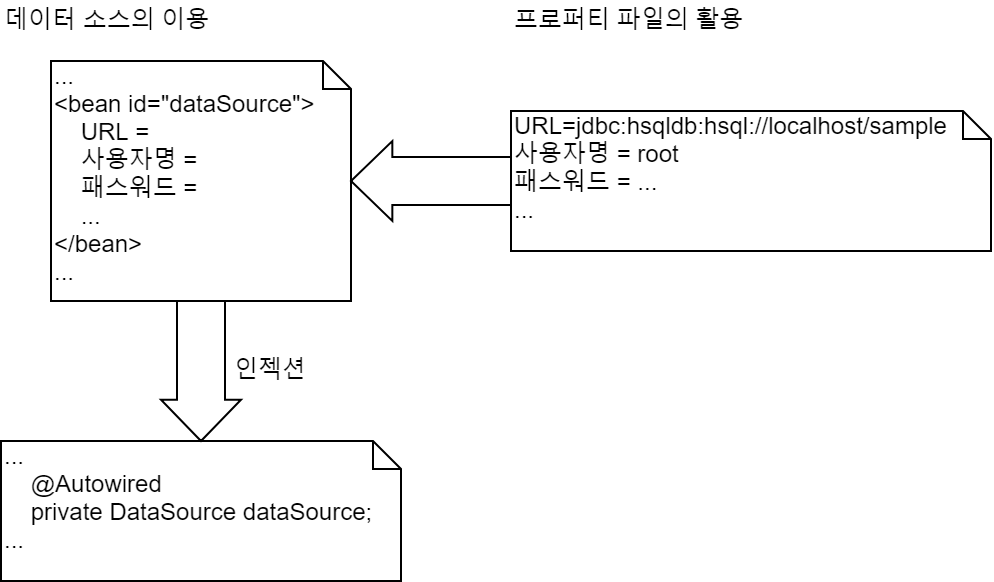 데이터 소스의 이용
프로퍼티 파일의 활용
...
<bean id="dataSource">
URL =
사용자명 =
패스워드 =
...
</bean>
...
URL=jdbc:hsqldb:hsql://localhost/sample
사용자명 = root
패스워드 = ...
...
인젝션
...
@Autowired
private DataSource dataSource;
...